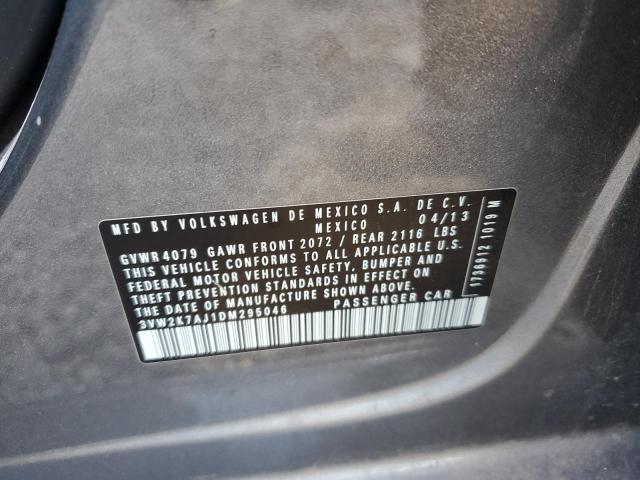 MFD BY VOLKSWAGEN DE MEXICO S.A. DE C.V.
MEXICO 04/13
GVWR 4079 GAWR FRONT 2072 / REAR 2116 LBS
THIS VEHICLE CONFORMS TO ALL APPLICABLE U.S.
FEDERAL MOTOR VEHICLE SAFETY, BUMPER AND
THEFT PREVENTION STANDARDS IN EFFECT ON
THE DATE OF MANUFACTURE SHOWN ABOVE.
3VW2K7AJ1DM295046 PASSENGER CAR
1736912 1019 M